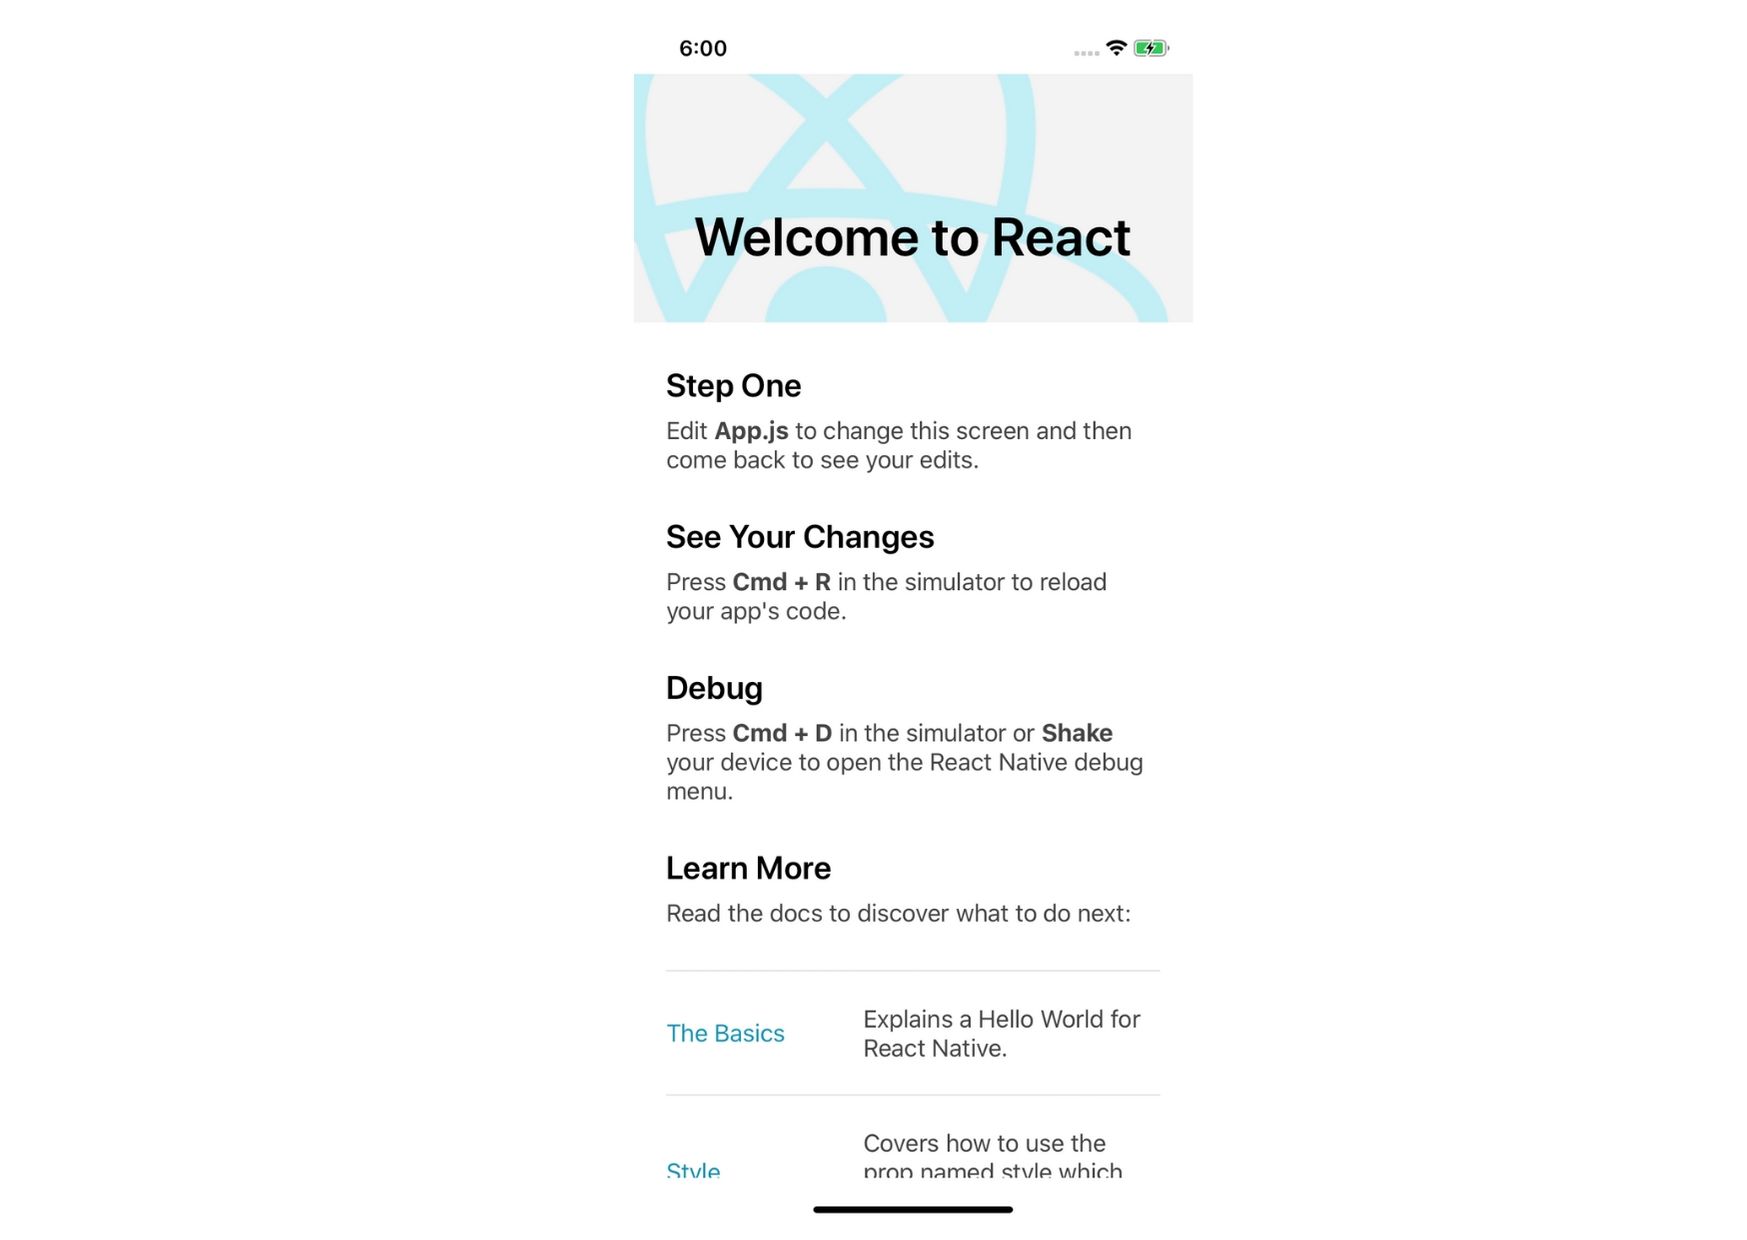 6:00
Welcome to React
Step One
Edit App.js to change this screen and then
come back to see your edits.
See Your Changes
Press Cmd + R in the simulator to reload
your app's code.
Debug
Press Cmd + D in the simulator or Shake
your device to open the React Native debug
menu.
Learn More
Read the docs to discover what to do next:
The Basics
Explains a Hello World for
React Native.
Style
Covers how to use the
prop named style which